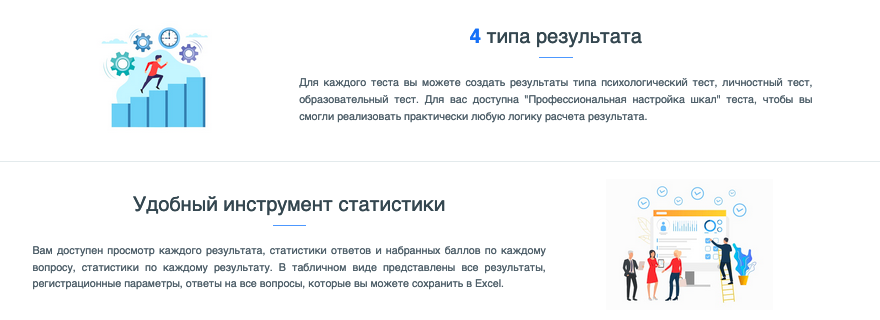 4 типа результата
Для каждого теста вы можете создать результаты типа психологический тест, личностный тест,
образовательный тест. Для вас доступна "Профессиональная настройка шкал" теста, чтобы вы
смогли реализовать практически любую логику расчета результата.
Удобный инструмент статистики
Вам доступен просмотр каждого результата, статистики ответов и набранных баллов по каждому
вопросу, статистики по каждому результату. В табличном виде представлены все результаты,
регистрационные параметры, ответы на все вопросы, которые вы можете сохранить в Excel.